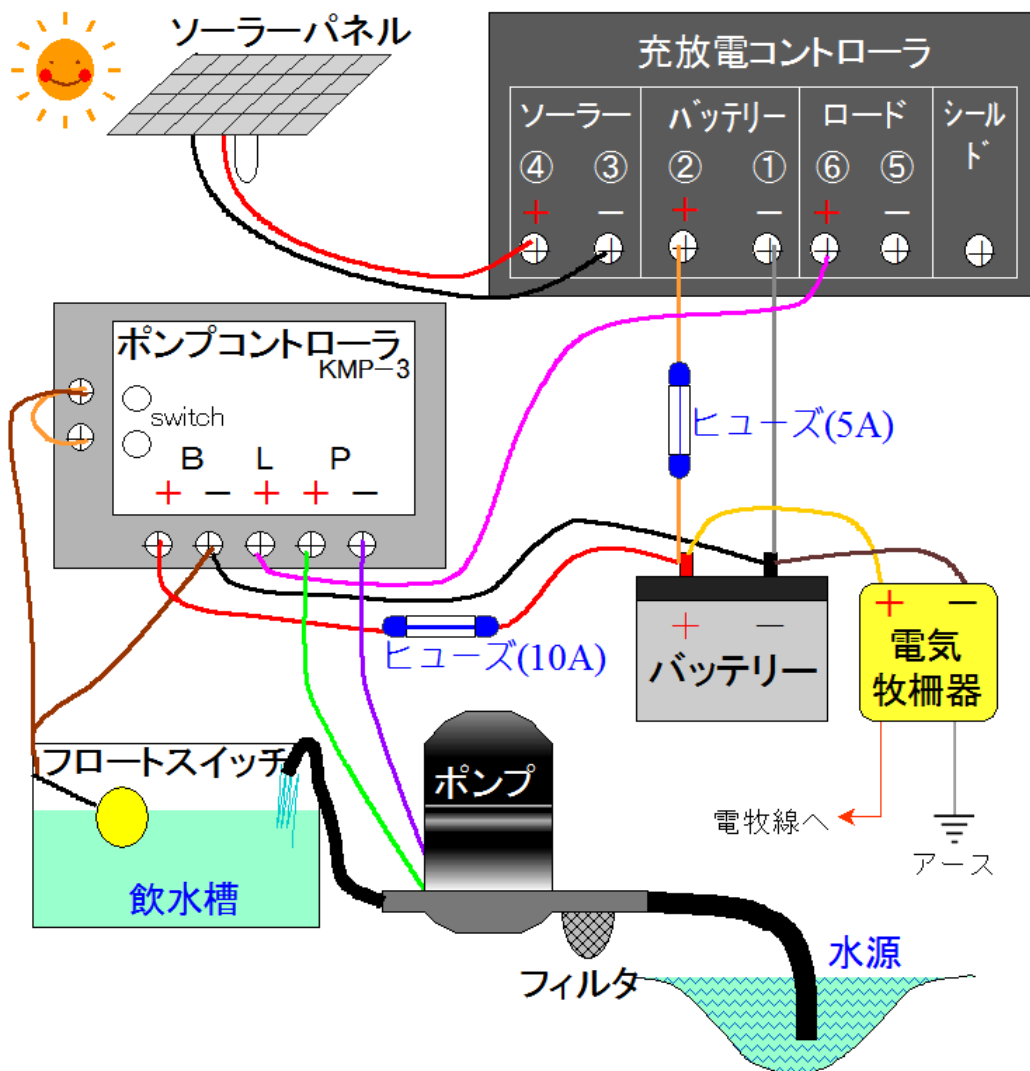 ソーラーパネル
充放電コントローラ
ソーラー バッテリー ロード シールド
④ ③ ② ① ⑥ ⑤
+ − + − + −
ポンプコントローラ
KMP−3
switch
B L P
+ − + + −
ヒューズ(5A)
ヒューズ(10A)
+ −
バッテリー
+ −
電気
牧柵器
フロートスイッチ
ポンプ
電牧線へ
アース
飲水槽
フィルタ
水源